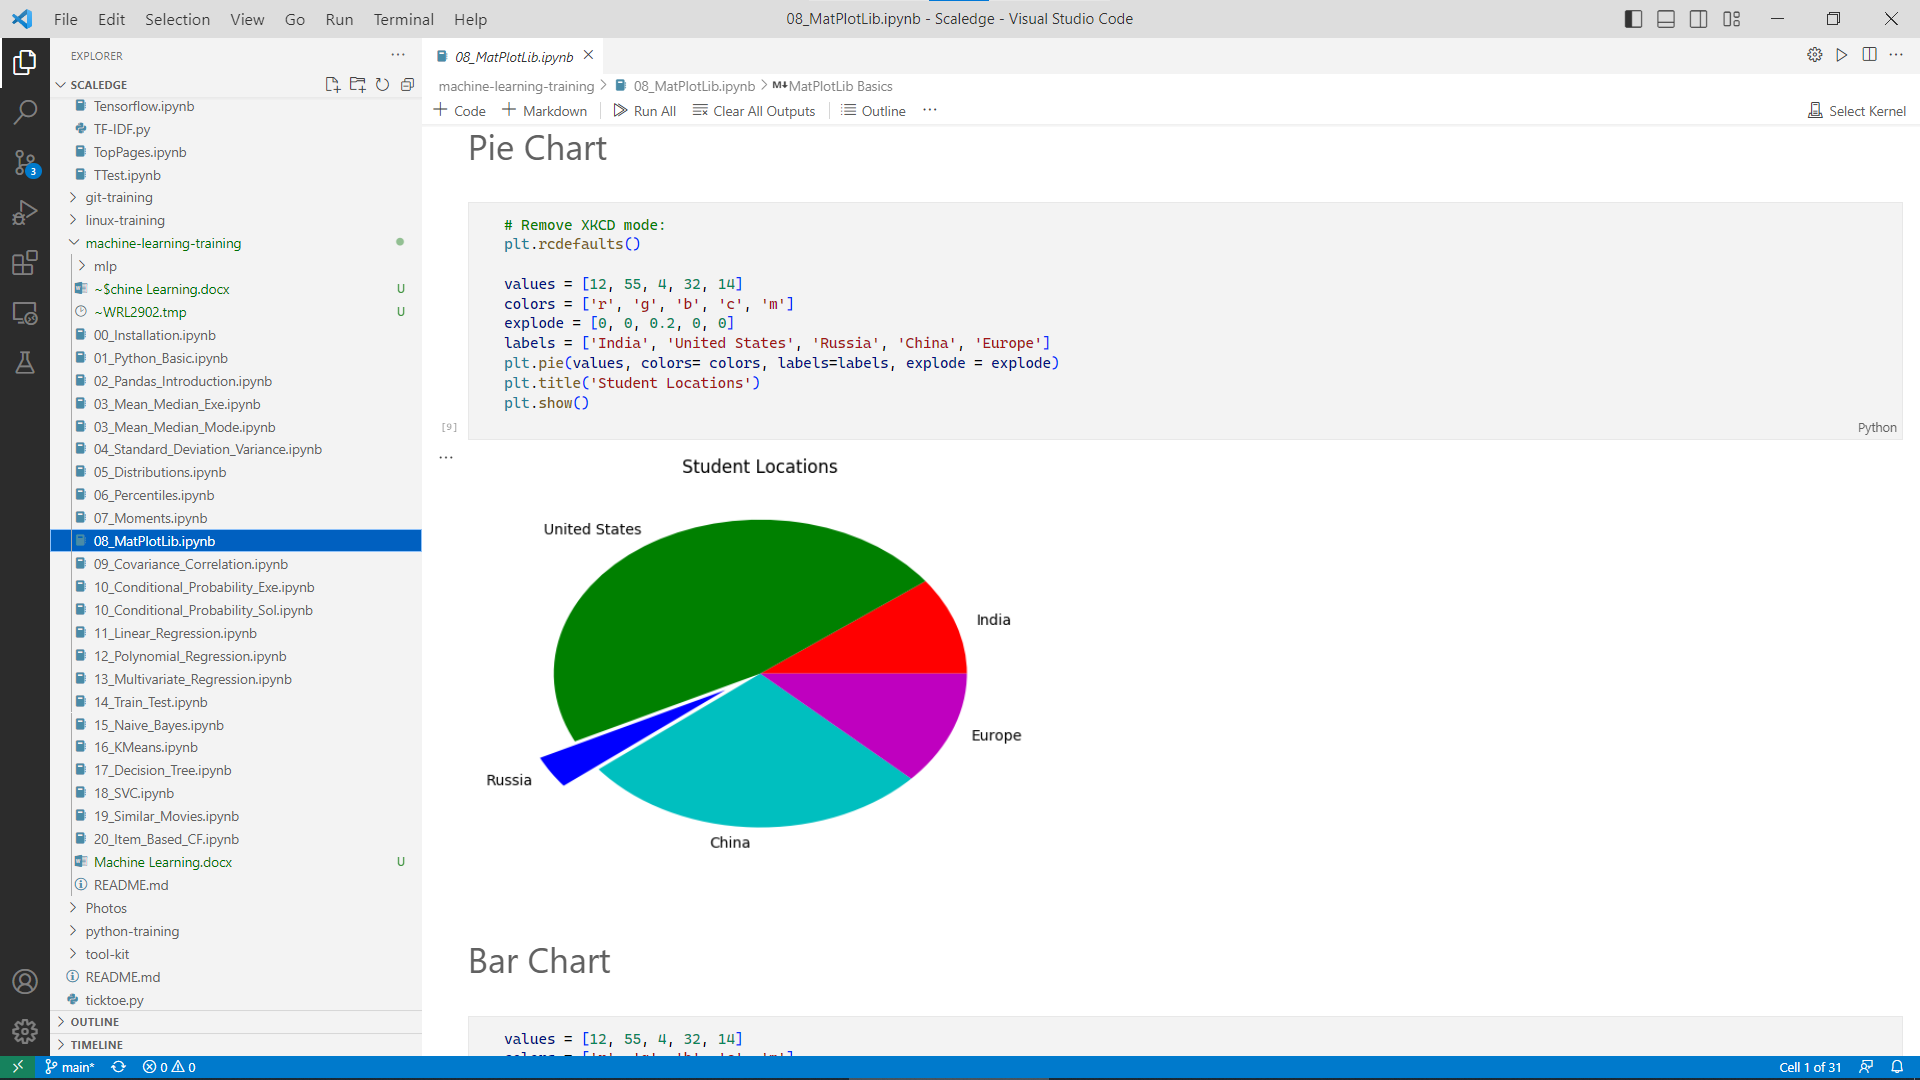 File Edit Selection View Go Run Terminal Help
08_MatPlotLib.ipynb - Scaledge - Visual Studio Code
EXPLORER
SCALEDGE
Tensorflow.ipynb
TF-IDF.py
TopPages.ipynb
TTest.ipynb
git-training
linux-training
machine-learning-training
mlp
~$chine Learning.docx U
~WRL2902.tmp U
00_Installation.ipynb
01_Python_Basic.ipynb
02_Pandas_Introduction.ipynb
03_Mean_Median_Exe.ipynb
03_Mean_Median_Mode.ipynb
04_Standard_Deviation_Variance.ipynb
05_Distributions.ipynb
06_Percentiles.ipynb
07_Moments.ipynb
08_MatPlotLib.ipynb
09_Covariance_Correlation.ipynb
10_Conditional_Probability_Exe.ipynb
10_Conditional_Probability_Sol.ipynb
11_Linear_Regression.ipynb
12_Polynomial_Regression.ipynb
13_Multivariate_Regression.ipynb
14_Train_Test.ipynb
15_Naive_Bayes.ipynb
16_KMeans.ipynb
17_Decision_Tree.ipynb
18_SVC.ipynb
19_Similar_Movies.ipynb
20_Item_Based_CF.ipynb
Machine Learning.docx U
README.md
Photos
python-training
tool-kit
README.md
ticktoe.py
OUTLINE
TIMELINE
3
08_MatPlotLib.ipynb
machine-learning-training > 08_MatPlotLib.ipynb > M↓MatPlotLib Basics
+ Code + Markdown Run All Clear All Outputs Outline ...
Select Kernel
Pie Chart
# Remove XKCD mode:
plt.rcdefaults()
values = [12, 55, 4, 32, 14]
colors = ['r', 'g', 'b', 'c', 'm']
explode = [0, 0, 0.2, 0, 0]
labels = ['India', 'United States', 'Russia', 'China', 'Europe']
plt.pie(values, colors= colors, labels=labels, explode = explode)
plt.title('Student Locations')
plt.show()
[9]
Python
Student Locations
United States
India
Europe
Russia
China
Bar Chart
values = [12, 55, 4, 32, 14]
main* 0 0
Cell 1 of 31